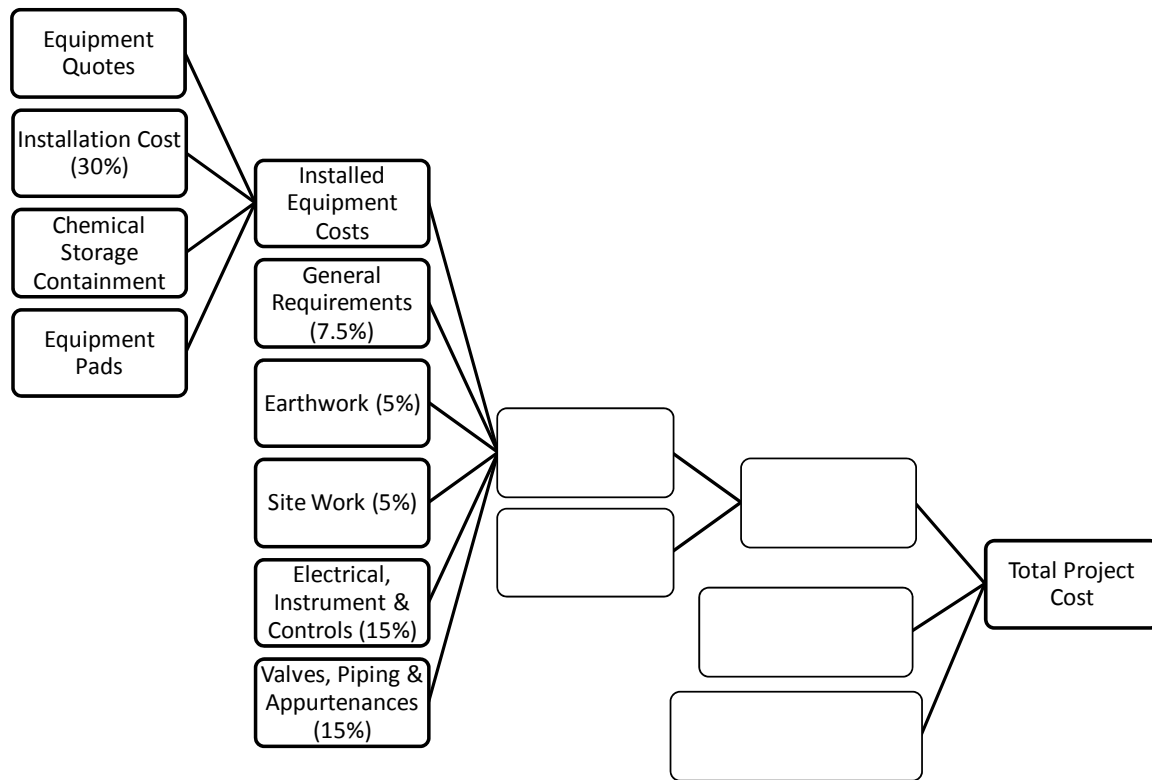 Equipment
Quotes
Installation Cost
(30%)
Chemical
Storage
Containment
Equipment
Pads
Installed
Equipment
Costs
General
Requirements
(7.5%)
Earthwork (5%)
Site Work (5%)
Electrical,
Instrument &
Controls (15%)
Valves, Piping &
Appurtenances
(15%)
Total Project
Cost